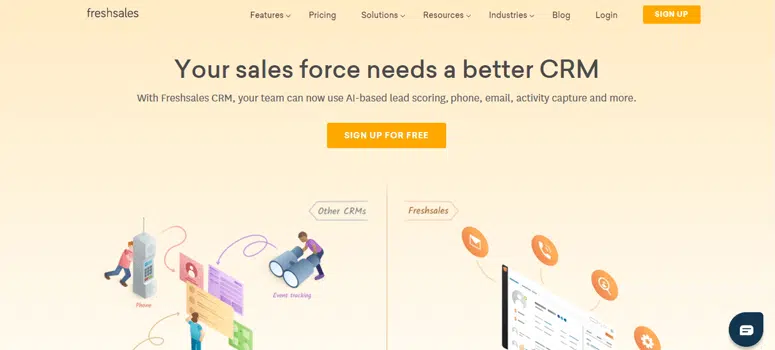 freshsales
Features Pricing Solutions Resources Industries Blog Login SIGN UP
Your sales force needs a better CRM
With Freshsales CRM, your team can now use AI-based lead scoring, phone, email, activity capture and more.
SIGN UP FOR FREE
Other CRMs
Freshsales
Phone
Event tracking